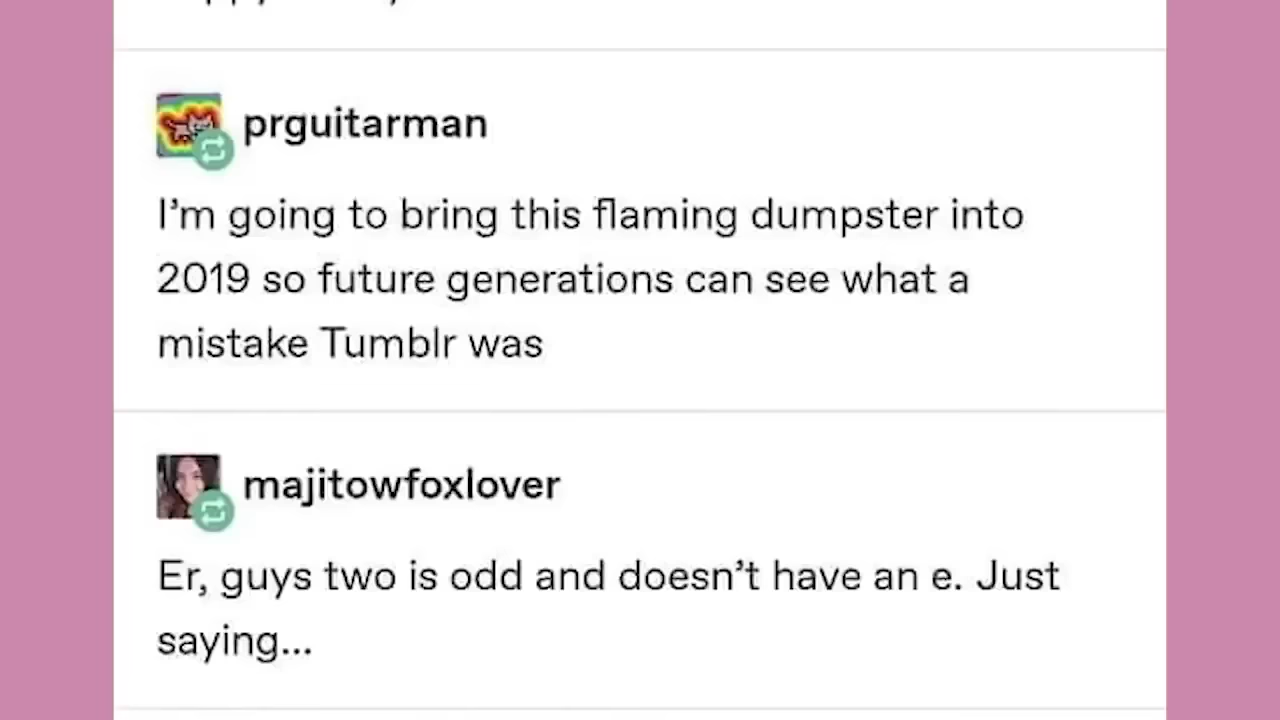 prguitarman
I’m going to bring this flaming dumpster into
2019 so future generations can see what a
mistake Tumblr was
majitowfoxlover
Er, guys two is odd and doesn’t have an e. Just
saying...